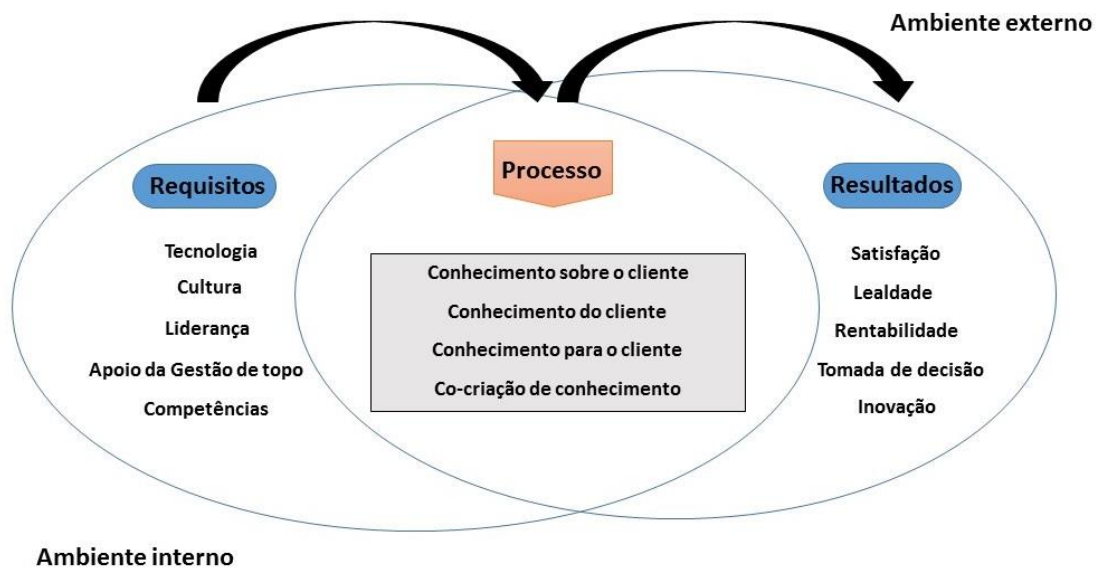 Ambiente externo
Requisitos
Tecnologia
Cultura
Liderança
Apoio da Gestão de topo
Competências
Processo
Conhecimento sobre o cliente
Conhecimento do cliente
Conhecimento para o cliente
Co-criação de conhecimento
Resultados
Satisfação
Lealdade
Rentabilidade
Tomada de decisão
Inovação
Ambiente interno